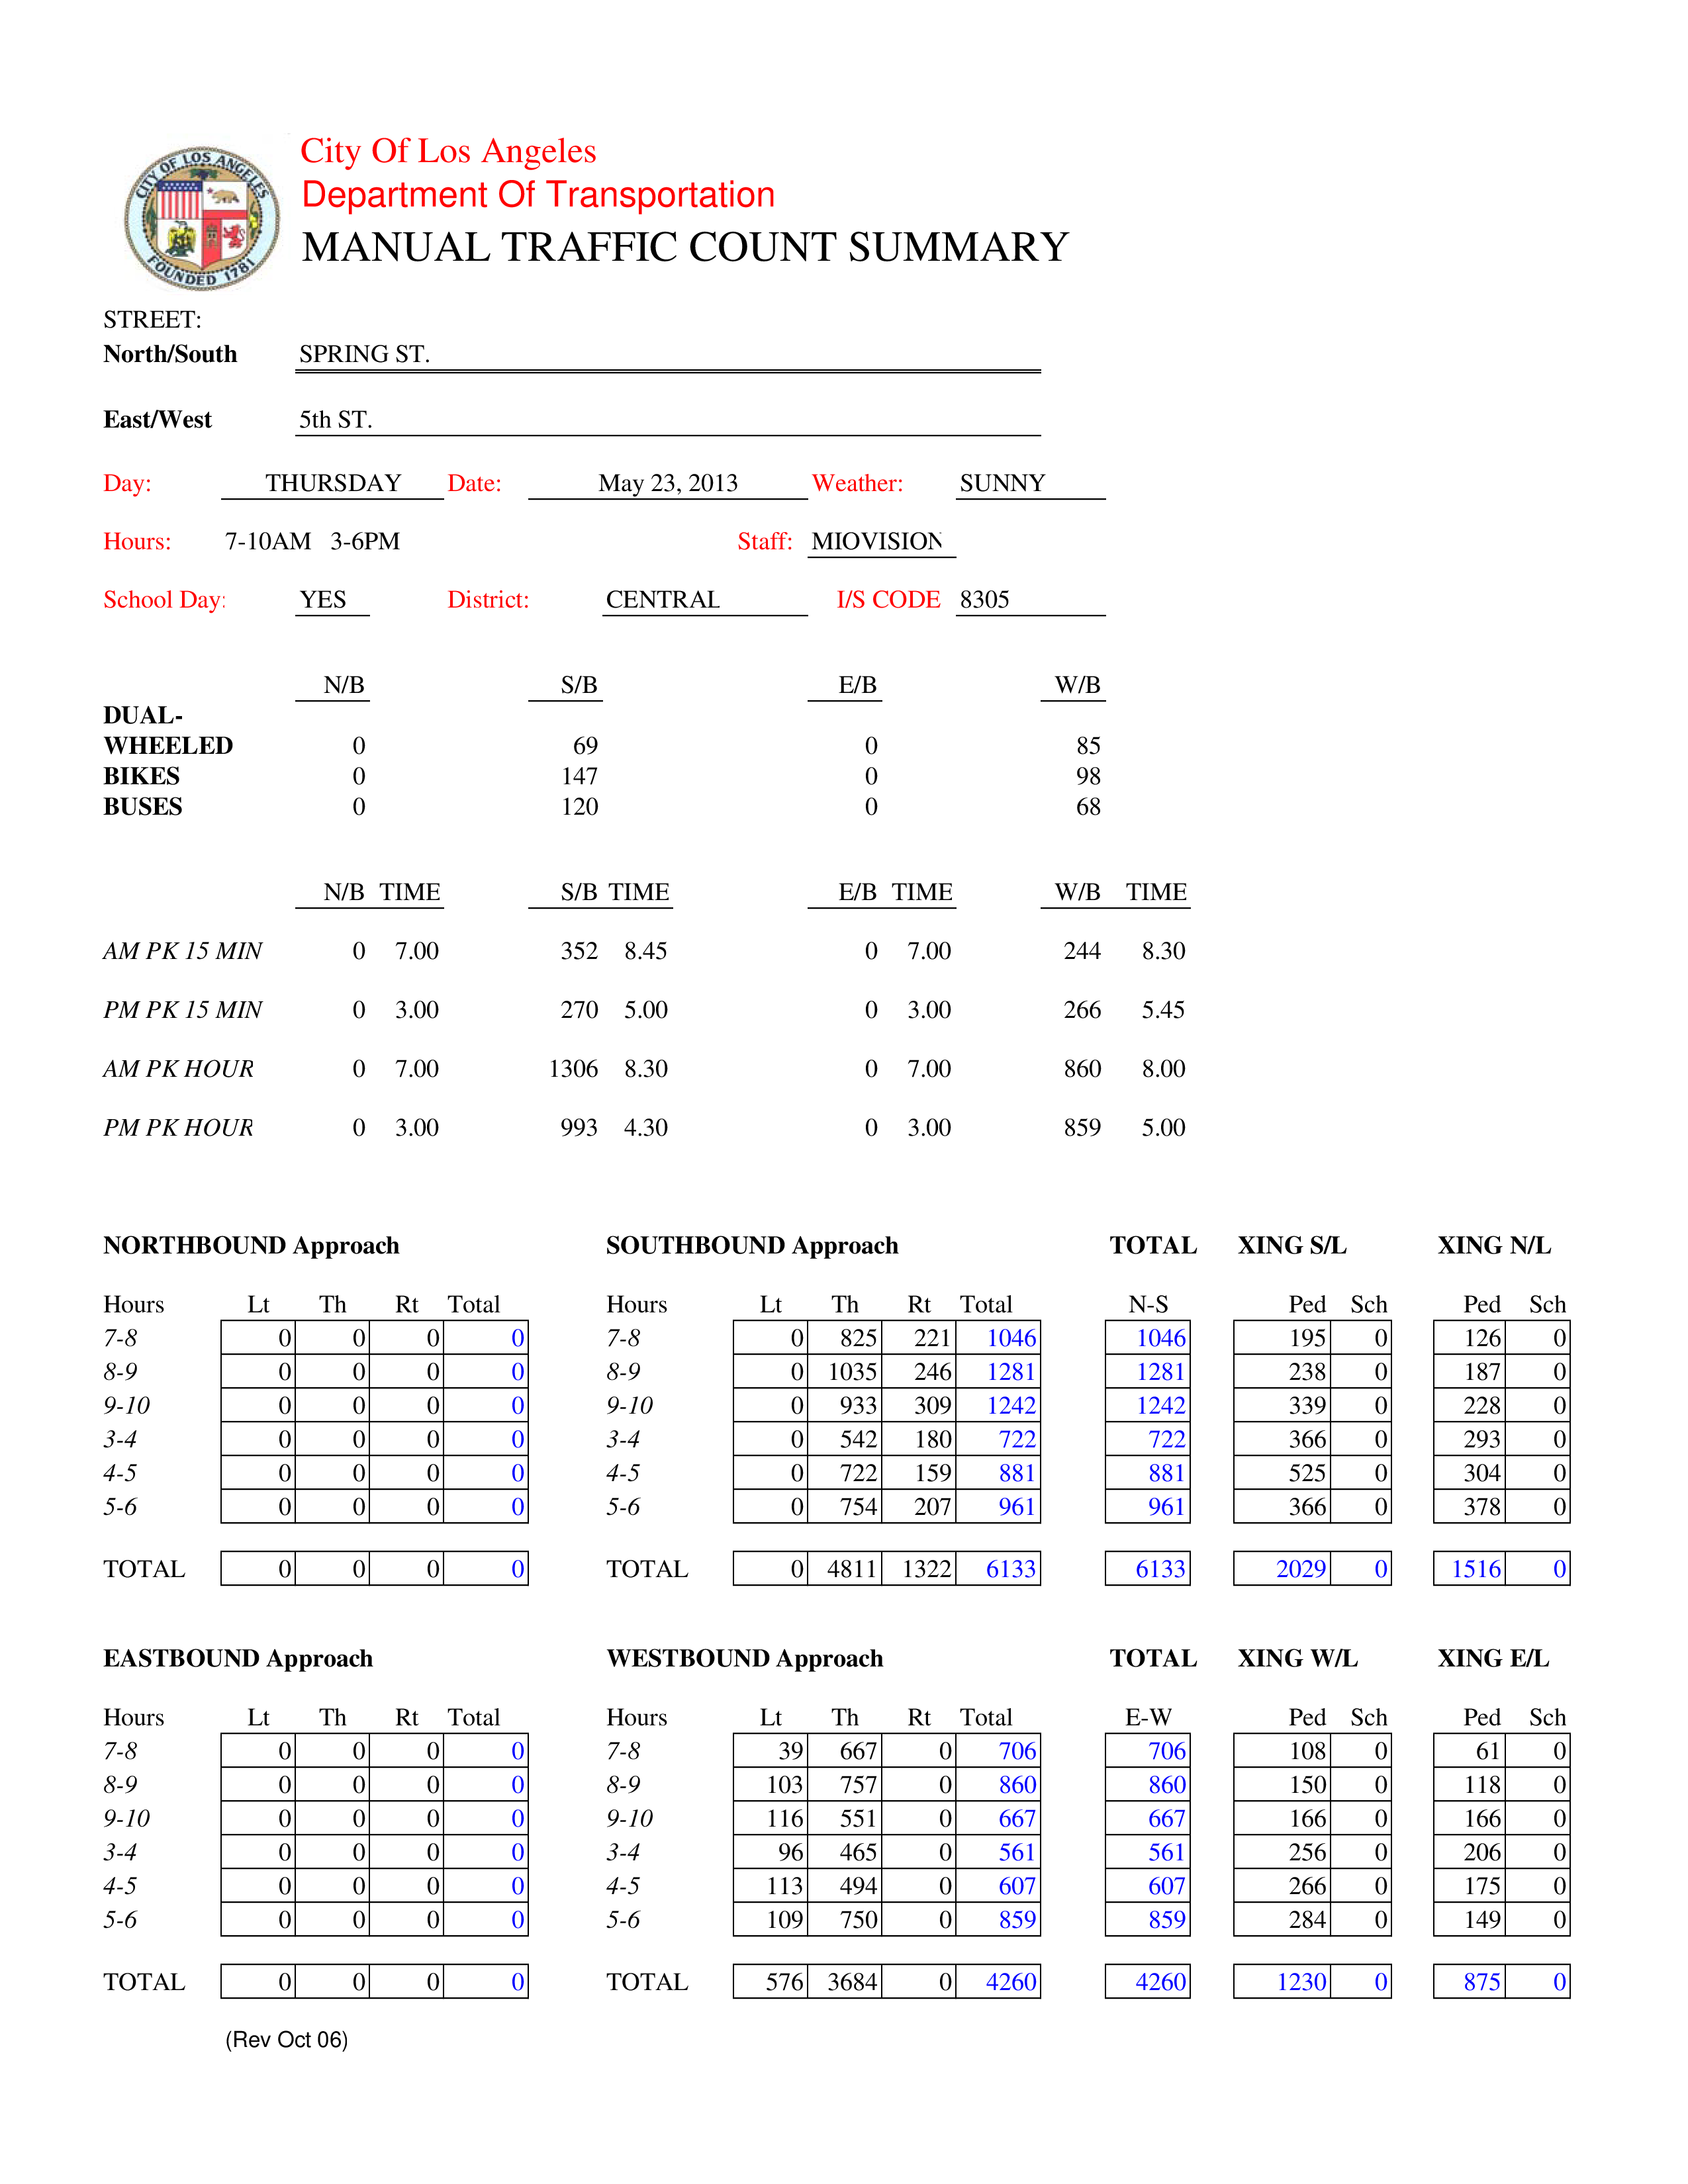 CITY OF LOS ANGELES
FOUNDED 1781
City Of Los Angeles
Department Of Transportation
MANUAL TRAFFIC COUNT SUMMARY
STREET:
North/South SPRING ST.
East/West 5th ST.
Day: THURSDAY Date: May 23, 2013 Weather: SUNNY
Hours: 7-10AM 3-6PM Staff: MIOVISION
School Day: YES District: CENTRAL I/S CODE 8305
N/B S/B E/B W/B
DUAL-
WHEELED 0 69 0 85
BIKES 0 147 0 98
BUSES 0 120 0 68
N/B TIME S/B TIME E/B TIME W/B TIME
AM PK 15 MIN 0 7.00 352 8.45 0 7.00 244 8.30
PM PK 15 MIN 0 3.00 270 5.00 0 3.00 266 5.45
AM PK HOUR 0 7.00 1306 8.30 0 7.00 860 8.00
PM PK HOUR 0 3.00 993 4.30 0 3.00 859 5.00
NORTHBOUND Approach SOUTHBOUND Approach TOTAL XING S/L XING N/L
Hours Lt Th Rt Total Hours Lt Th Rt Total N-S Ped Sch Ped Sch
7-8 0 0 0 0 7-8 0 825 221 1046 1046 195 0 126 0
8-9 0 0 0 0 8-9 0 1035 246 1281 1281 238 0 187 0
9-10 0 0 0 0 9-10 0 933 309 1242 1242 339 0 228 0
3-4 0 0 0 0 3-4 0 542 180 722 722 366 0 293 0
4-5 0 0 0 0 4-5 0 722 159 881 881 525 0 304 0
5-6 0 0 0 0 5-6 0 754 207 961 961 366 0 378 0
TOTAL 0 0 0 0 TOTAL 0 4811 1322 6133 6133 2029 0 1516 0
EASTBOUND Approach WESTBOUND Approach TOTAL XING W/L XING E/L
Hours Lt Th Rt Total Hours Lt Th Rt Total E-W Ped Sch Ped Sch
7-8 0 0 0 0 7-8 39 667 0 706 706 108 0 61 0
8-9 0 0 0 0 8-9 103 757 0 860 860 150 0 118 0
9-10 0 0 0 0 9-10 116 551 0 667 667 166 0 166 0
3-4 0 0 0 0 3-4 96 465 0 561 561 256 0 206 0
4-5 0 0 0 0 4-5 113 494 0 607 607 266 0 175 0
5-6 0 0 0 0 5-6 109 750 0 859 859 284 0 149 0
TOTAL 0 0 0 0 TOTAL 576 3684 0 4260 4260 1230 0 875 0
(Rev Oct 06)